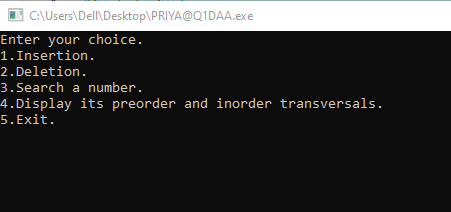 C:\Users\Dell\Desktop\PRIYA@Q1DAA.exe
Enter your choice.
1.Insertion.
2.Deletion.
3.Search a number.
4.Display its preorder and inorder transversals.
5.Exit.